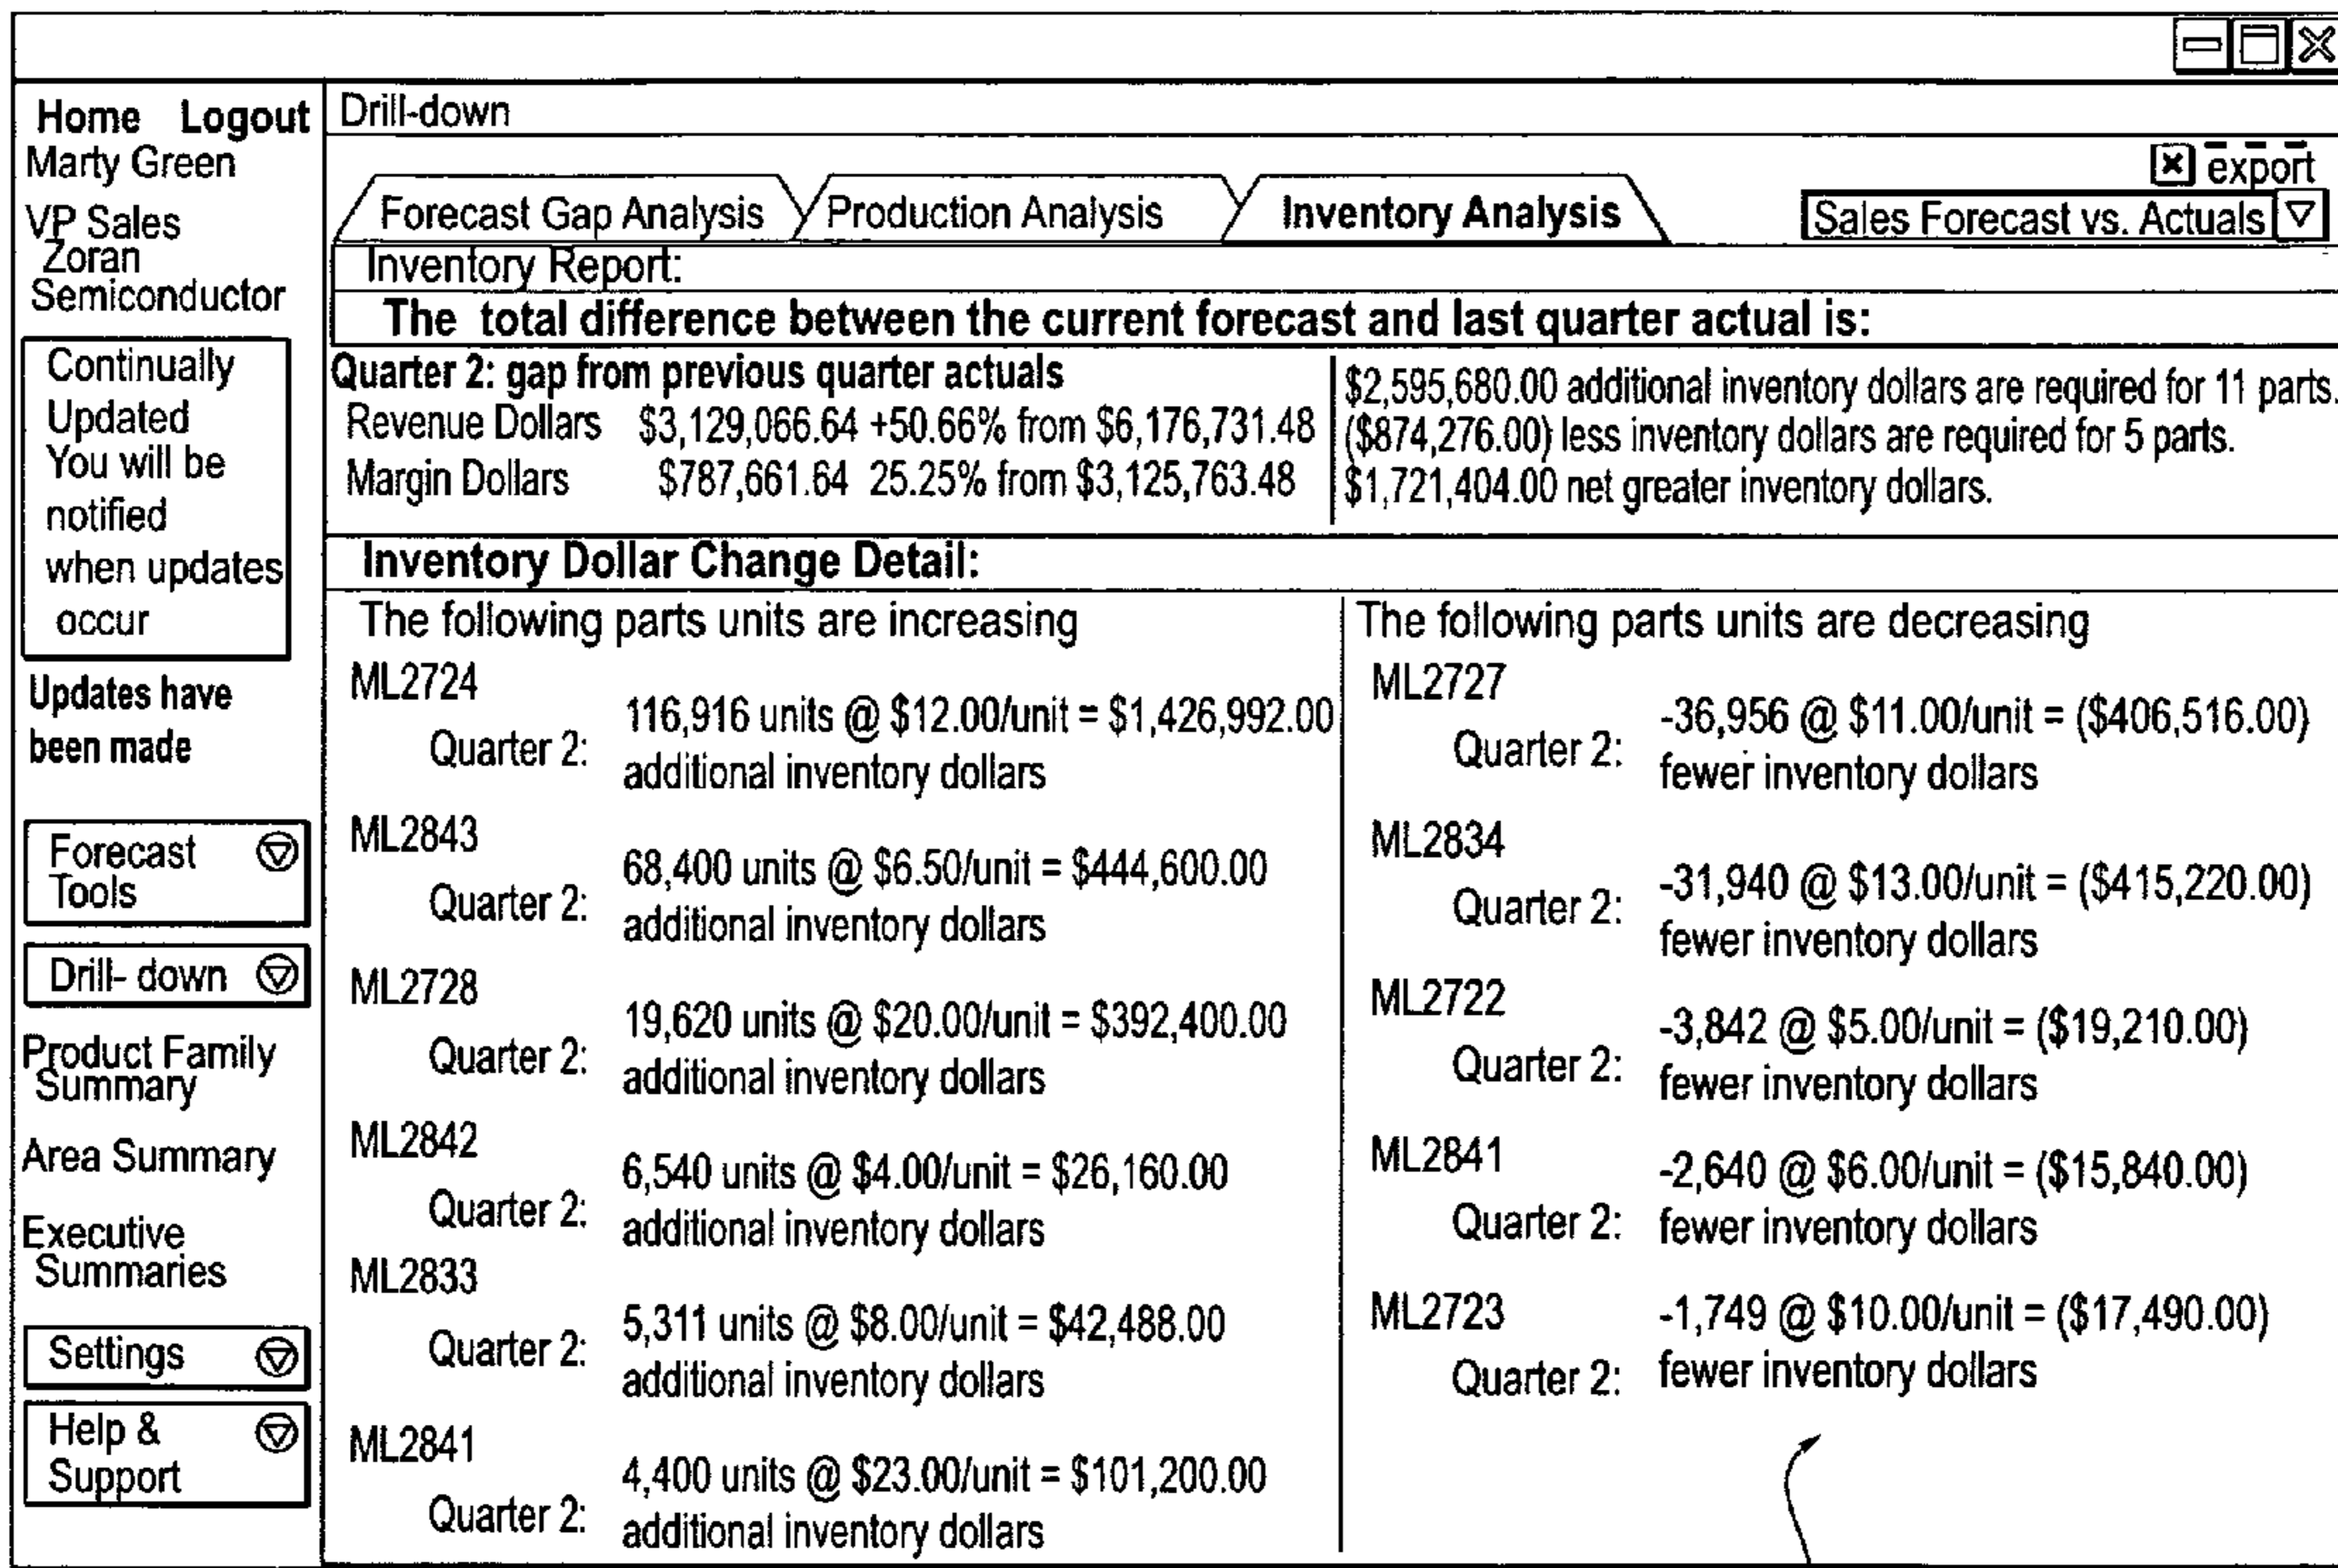 Home Logout
Marty Green
VP Sales
Zoran
Semiconductor
Continually
Updated
You will be
notified
when updates
occur
Updates have
been made
Forecast
Tools
Drill- down
Product Family
Summary
Area Summary
Executive
Summaries
Settings
Help &
Support
Drill-down
export
Forecast Gap Analysis Production Analysis Inventory Analysis Sales Forecast vs. Actuals
Inventory Report:
The total difference between the current forecast and last quarter actual is:
Quarter 2: gap from previous quarter actuals
Revenue Dollars $3,129,066.64 +50.66% from $6,176,731.48
Margin Dollars $787,661.64 25.25% from $3,125,763.48
$2,595,680.00 additional inventory dollars are required for 11 parts.
($874,276.00) less inventory dollars are required for 5 parts.
$1,721,404.00 net greater inventory dollars.
Inventory Dollar Change Detail:
The following parts units are increasing
ML2724
116,916 units @ $12.00/unit = $1,426,992.00
Quarter 2:
additional inventory dollars
ML2843
68,400 units @ $6.50/unit = $444,600.00
Quarter 2:
additional inventory dollars
ML2728
19,620 units @ $20.00/unit = $392,400.00
Quarter 2:
additional inventory dollars
ML2842
6,540 units @ $4.00/unit = $26,160.00
Quarter 2:
additional inventory dollars
ML2833
5,311 units @ $8.00/unit = $42,488.00
Quarter 2:
additional inventory dollars
ML2841
4,400 units @ $23.00/unit = $101,200.00
Quarter 2:
additional inventory dollars
The following parts units are decreasing
ML2727
-36,956 @ $11.00/unit = ($406,516.00)
Quarter 2:
fewer inventory dollars
ML2834
-31,940 @ $13.00/unit = ($415,220.00)
Quarter 2:
fewer inventory dollars
ML2722
-3,842 @ $5.00/unit = ($19,210.00)
Quarter 2:
fewer inventory dollars
ML2841
-2,640 @ $6.00/unit = ($15,840.00)
Quarter 2:
fewer inventory dollars
ML2723
-1,749 @ $10.00/unit = ($17,490.00)
Quarter 2:
fewer inventory dollars